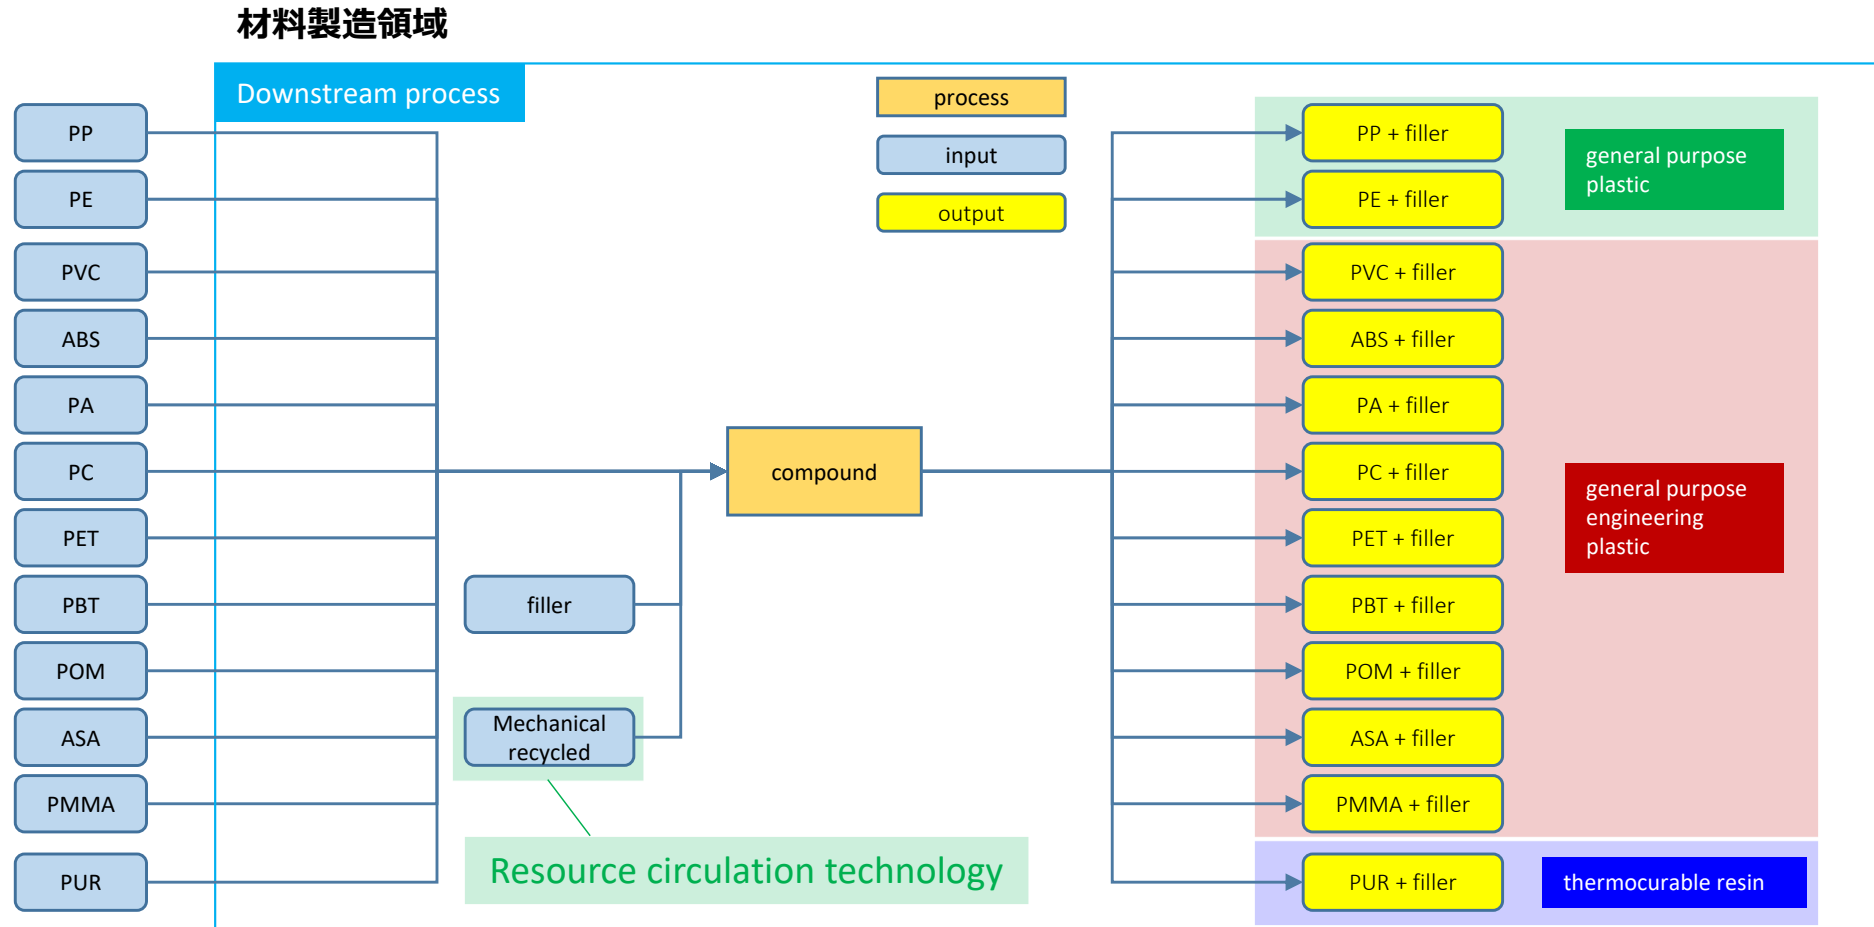 材料製造領域
Downstream process
process
input
output
PP
PE
PVC
ABS
PA
PC
PET
PBT
POM
ASA
PMMA
PUR
filler
Mechanical
recycled
Resource circulation technology
compound
PP + filler
PE + filler
PVC + filler
ABS + filler
PA + filler
PC + filler
PET + filler
PBT + filler
POM + filler
ASA + filler
PMMA + filler
PUR + filler
general purpose
plastic
general purpose
engineering
plastic
thermocurable resin